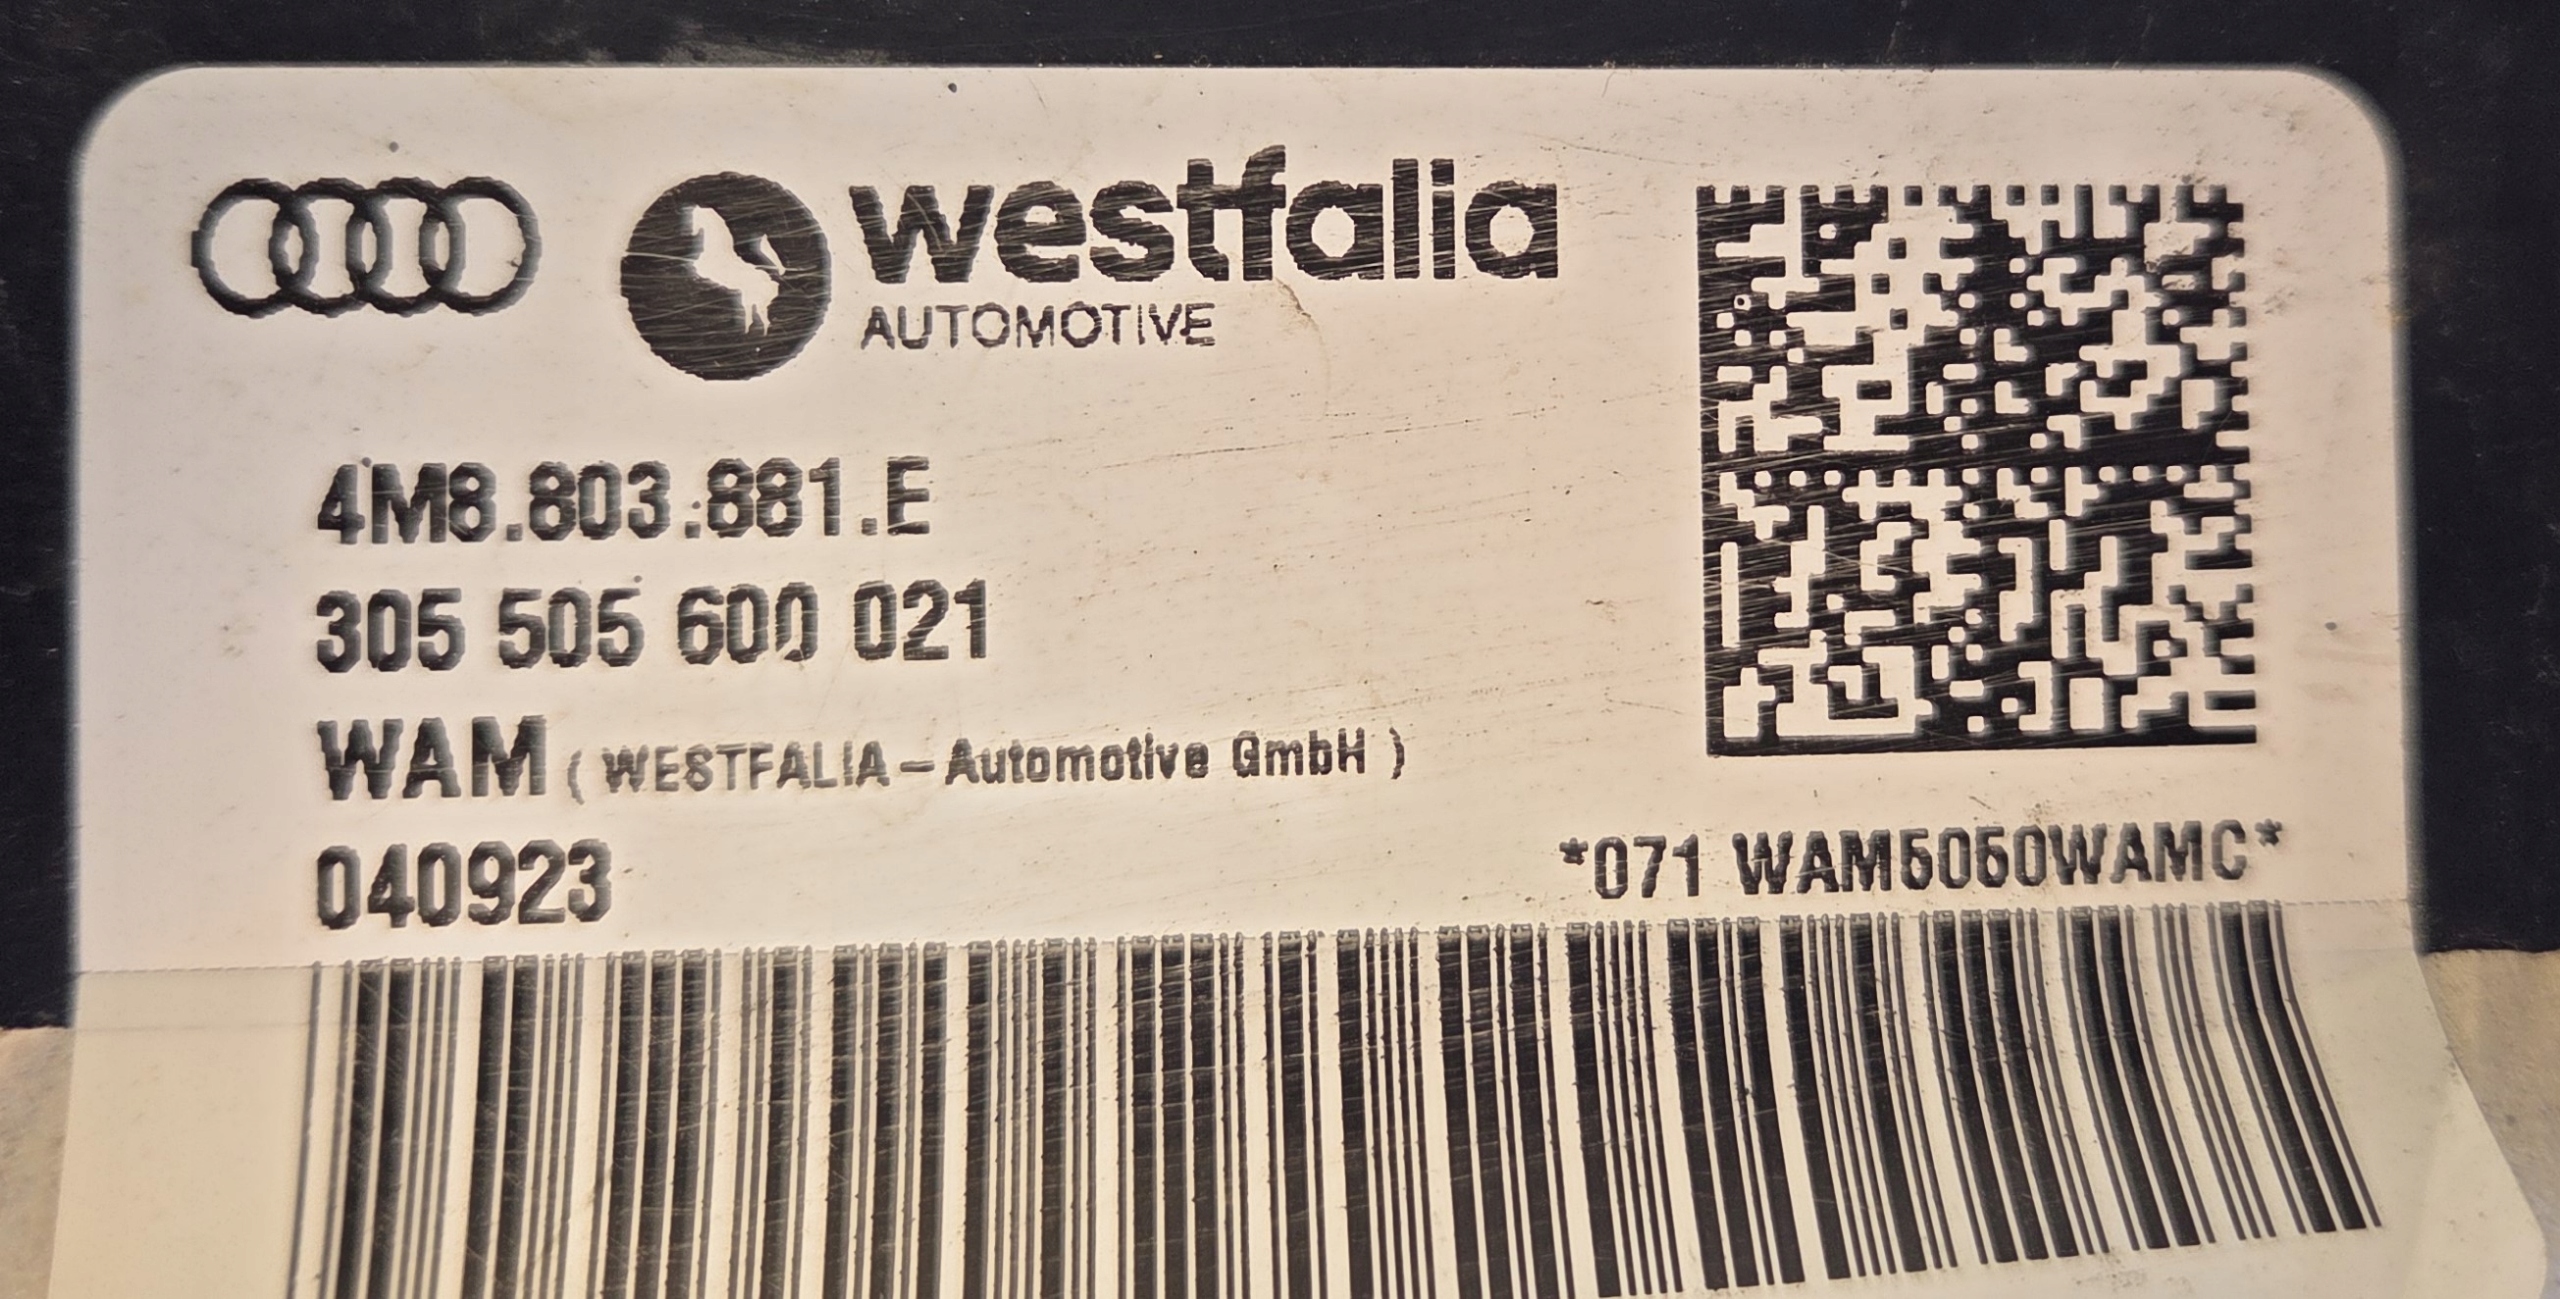 westfalia
AUTOMOTIVE
4M8.803.881.E
305 505 600 021
WAM ( WESTFALIA - Automotive GmbH )
040923
*071 WAM5050WAMC*